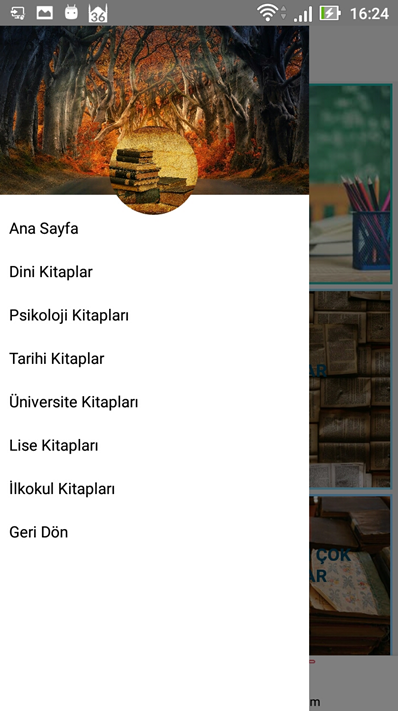 36
16:24
Ana Sayfa
Dini Kitaplar
Psikoloji Kitapları
Tarihi Kitaplar
Üniversite Kitapları
Lise Kitapları
İlkokul Kitapları
Geri Dön
AR
ÇOK
AR
m